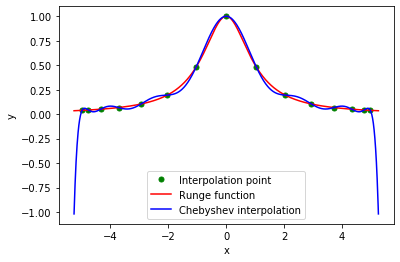 1.00
0.75
0.50
0.25
0.00
−0.25
−0.50
−0.75
−1.00
y
Interpolation point
Runge function
Chebyshev interpolation
−4
−2
0
2
4
x